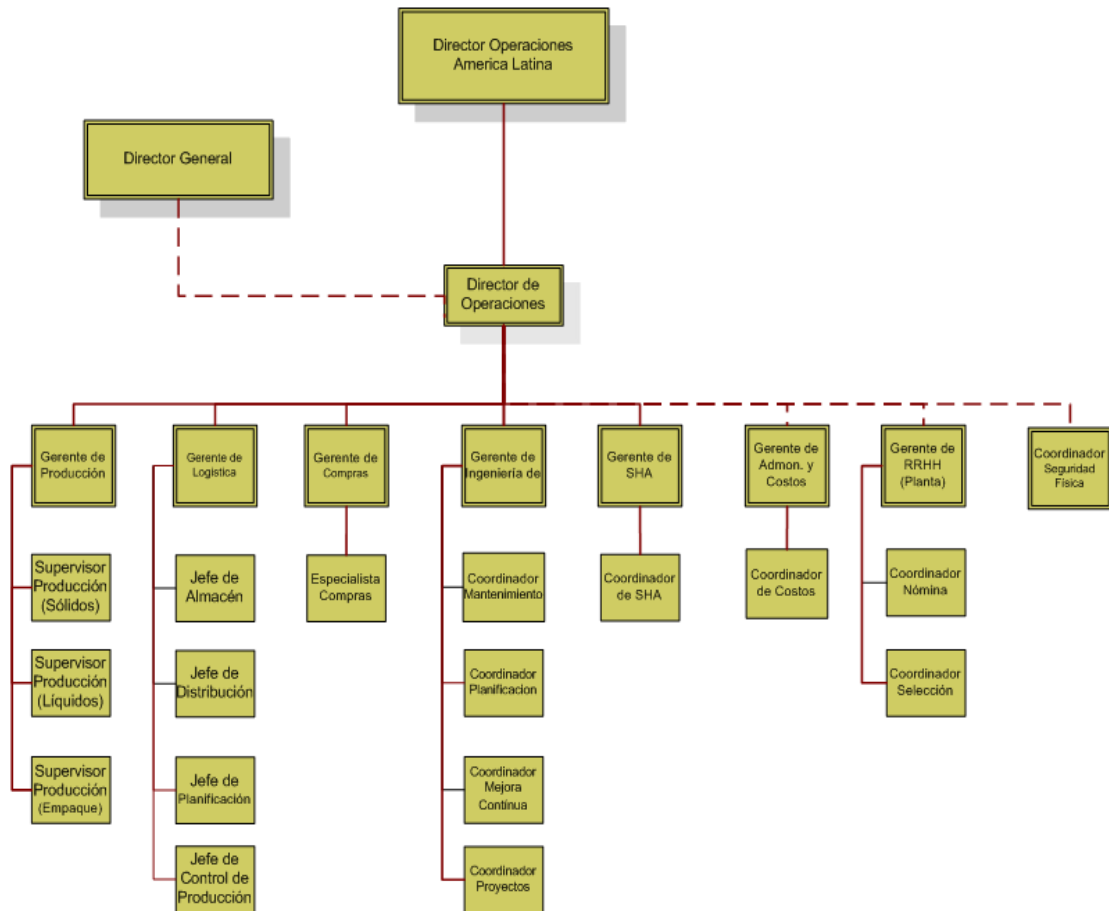 Director Operaciones
America Latina
Director General
Director de
Operaciones
Gerente de
Producción
Gerente de
Logistica
Gerente de
Compras
Gerente de
Ingeniería de
Gerente de
SHA
Gerente de
Admon. y
Costos
Gerente de
RRHH
(Planta)
Coordinador
Seguridad
Física
Supervisor
Producción
(Sólidos)
Jefe de
Almacén
Especialista
Compras
Coordinador
Mantenimiento
Coordinador
de SHA
Coordinador
de Costos
Coordinador
Nómina
Supervisor
Producción
(Líquidos)
Jefe de
Distribución
Coordinador
Planificacion
Coordinador
Selección
Supervisor
Producción
(Empaque)
Jefe de
Planificación
Coordinador
Mejora
Contínua
Jefe de
Control de
Producción
Coordinador
Proyectos